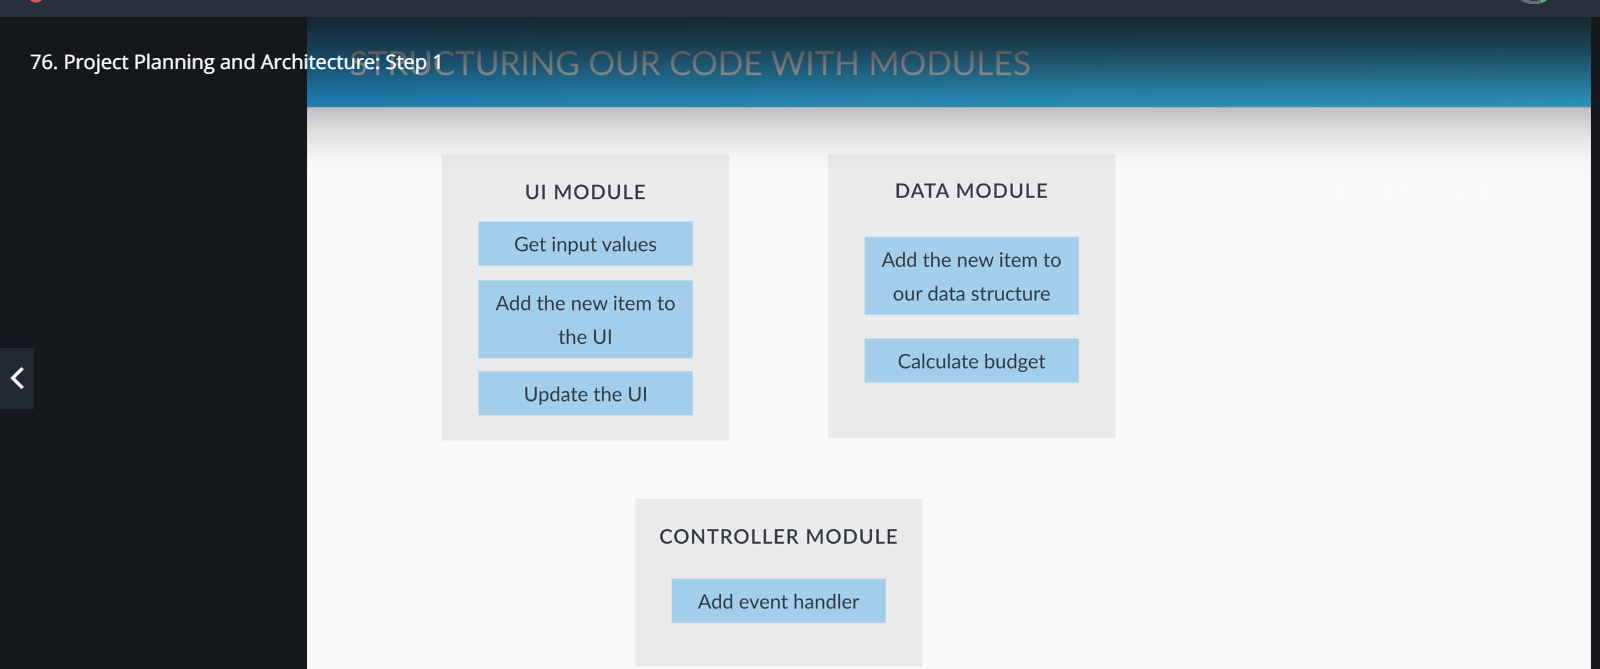 76. Project Planning and Architecture: Step 1
STRUCTURING OUR CODE WITH MODULES
UI MODULE
Get input values
Add the new item to
the UI
Update the UI
DATA MODULE
Add the new item to
our data structure
Calculate budget
CONTROLLER MODULE
Add event handler